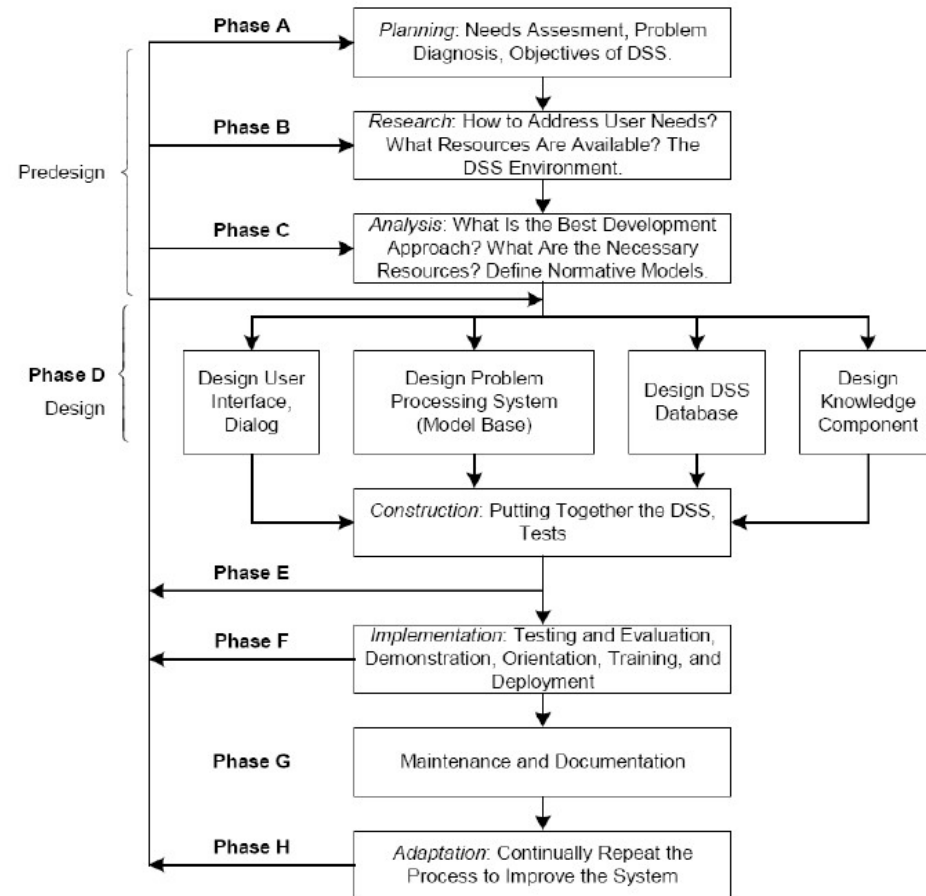 Phase A
Planning: Needs Assesment, Problem
Diagnosis, Objectives of DSS.
Predesign
Phase B
Research: How to Address User Needs?
What Resources Are Available? The
DSS Environment.
Phase C
Analysis: What Is the Best Development
Approach? What Are the Necessary
Resources? Define Normative Models.
Phase D
Design
Design User
Interface,
Dialog
Design Problem
Processing System
(Model Base)
Design DSS
Database
Design
Knowledge
Component
Construction: Putting Together the DSS,
Tests
Phase E
Phase F
Implementation: Testing and Evaluation,
Demonstration, Orientation, Training, and
Deployment
Phase G
Maintenance and Documentation
Phase H
Adaptation: Continually Repeat the
Process to Improve the System